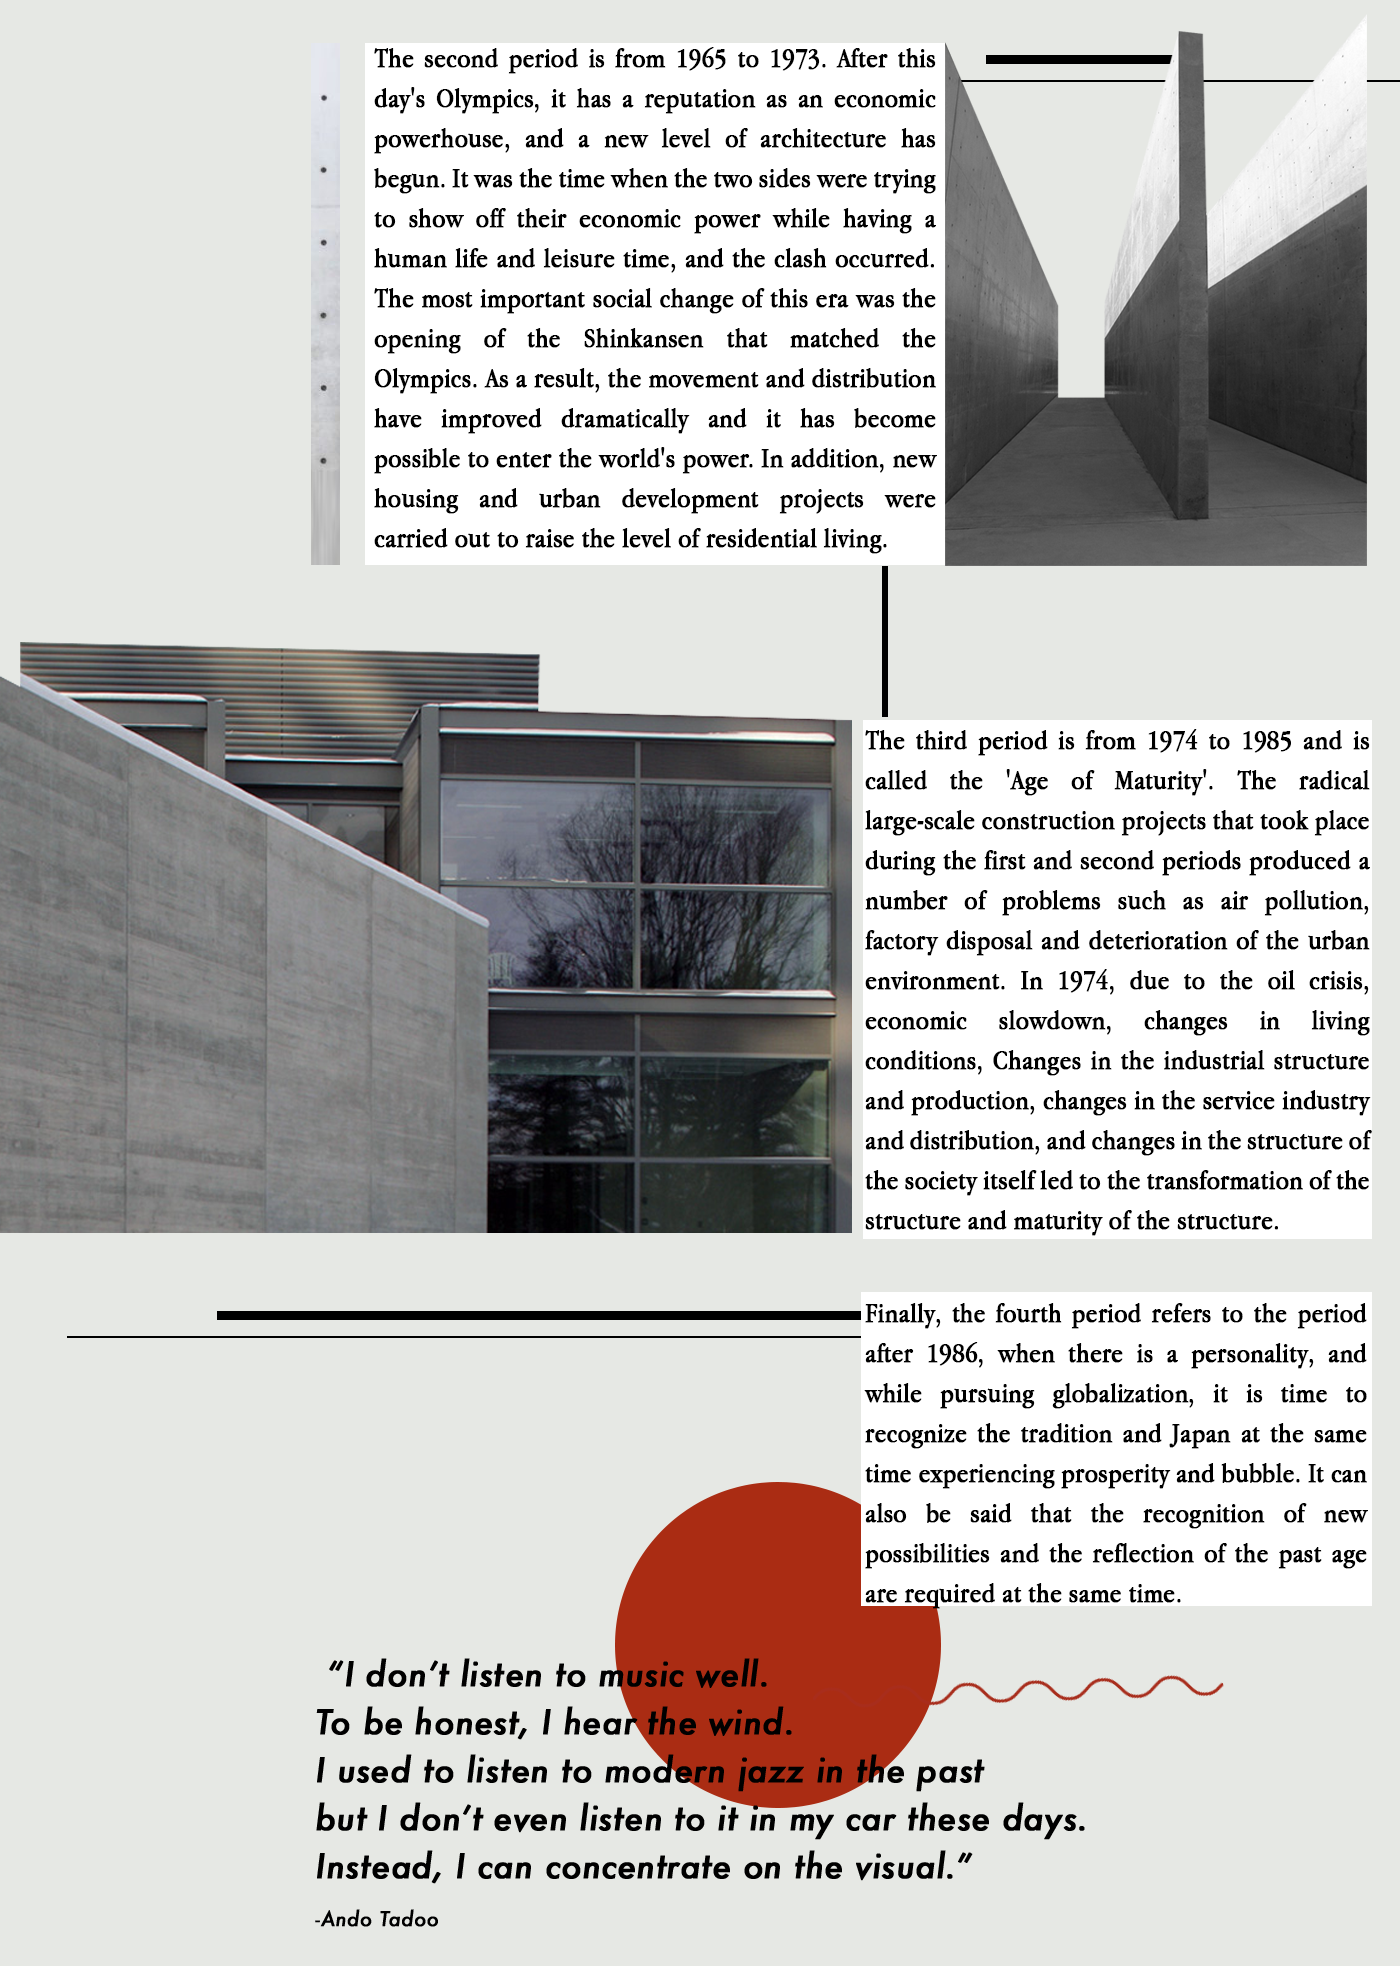 The second period is from 1965 to 1973. After this
day's Olympics, it has a reputation as an economic
powerhouse, and a new level of architecture has
begun. It was the time when the two sides were trying
to show off their economic power while having a
human life and leisure time, and the clash occurred.
The most important social change of this era was the
opening of the Shinkansen that matched the
Olympics. As a result, the movement and distribution
have improved dramatically and it has become
possible to enter the world's power. In addition, new
housing and urban development projects were
carried out to raise the level of residential living.
The third period is from 1974 to 1985 and is
called the 'Age of Maturity'. The radical
large-scale construction projects that took place
during the first and second periods produced a
number of problems such as air pollution,
factory disposal and deterioration of the urban
environment. In 1974, due to the oil crisis,
economic slowdown, changes in living
conditions, Changes in the industrial structure
and production, changes in the service industry
and distribution, and changes in the structure of
the society itself led to the transformation of the
structure and maturity of the structure.
Finally, the fourth period refers to the period
after 1986, when there is a personality, and
while pursuing globalization, it is time to
recognize the tradition and Japan at the same
time experiencing prosperity and bubble. It can
also be said that the recognition of new
possibilities and the reflection of the past age
are required at the same time.
“I don’t listen to music well.
To be honest, I hear the wind.
I used to listen to modern jazz in the past
but I don’t even listen to it in my car these days.
Instead, I can concentrate on the visual.”
-Ando Tadoo